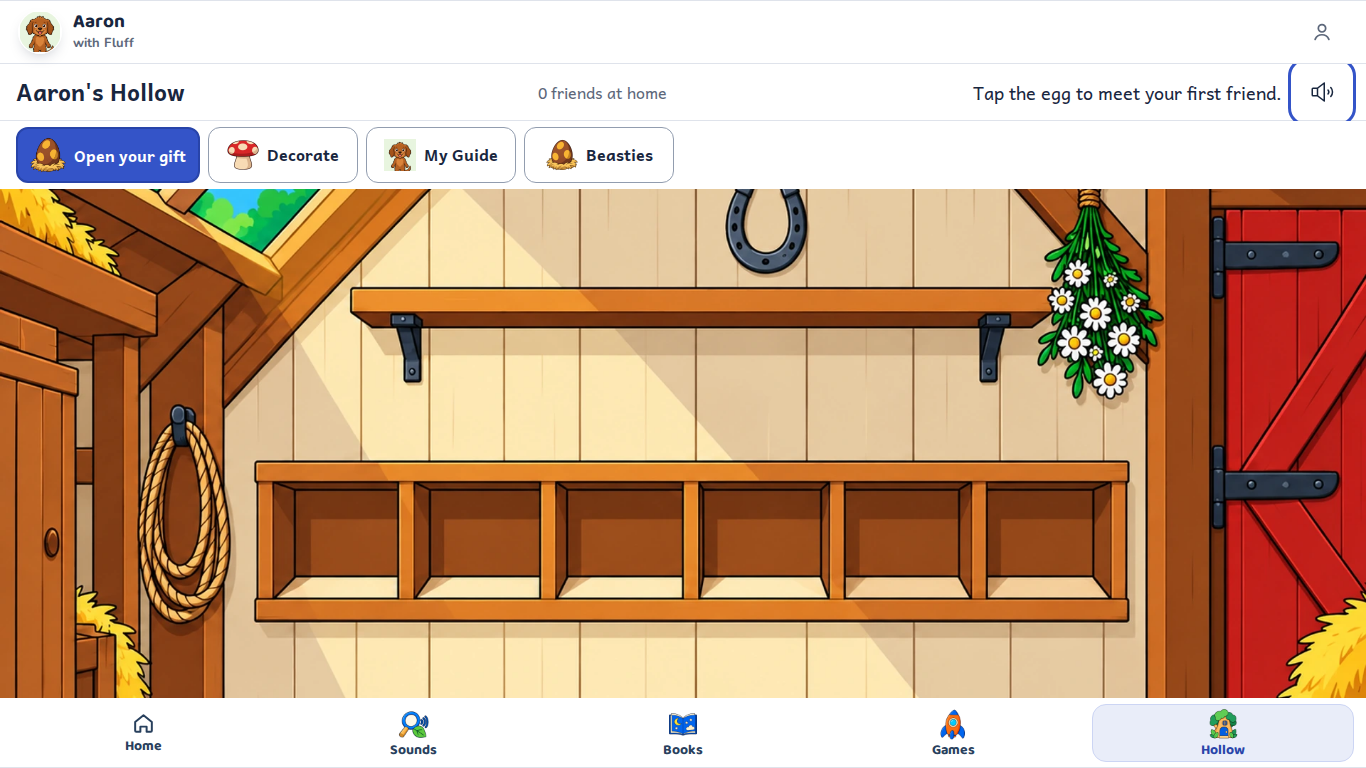 Aaron
with Fluff
Aaron's Hollow
0 friends at home
Tap the egg to meet your first friend.
Open your gift
Decorate
My Guide
Beasties
Home
Sounds
Books
Games
Hollow